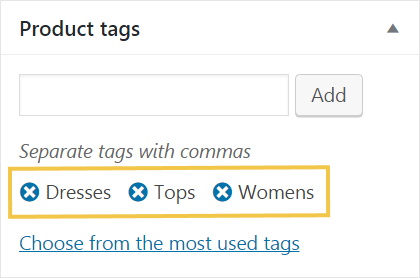 Product tags
Add
Separate tags with commas
Dresses Tops Womens
Choose from the most used tags